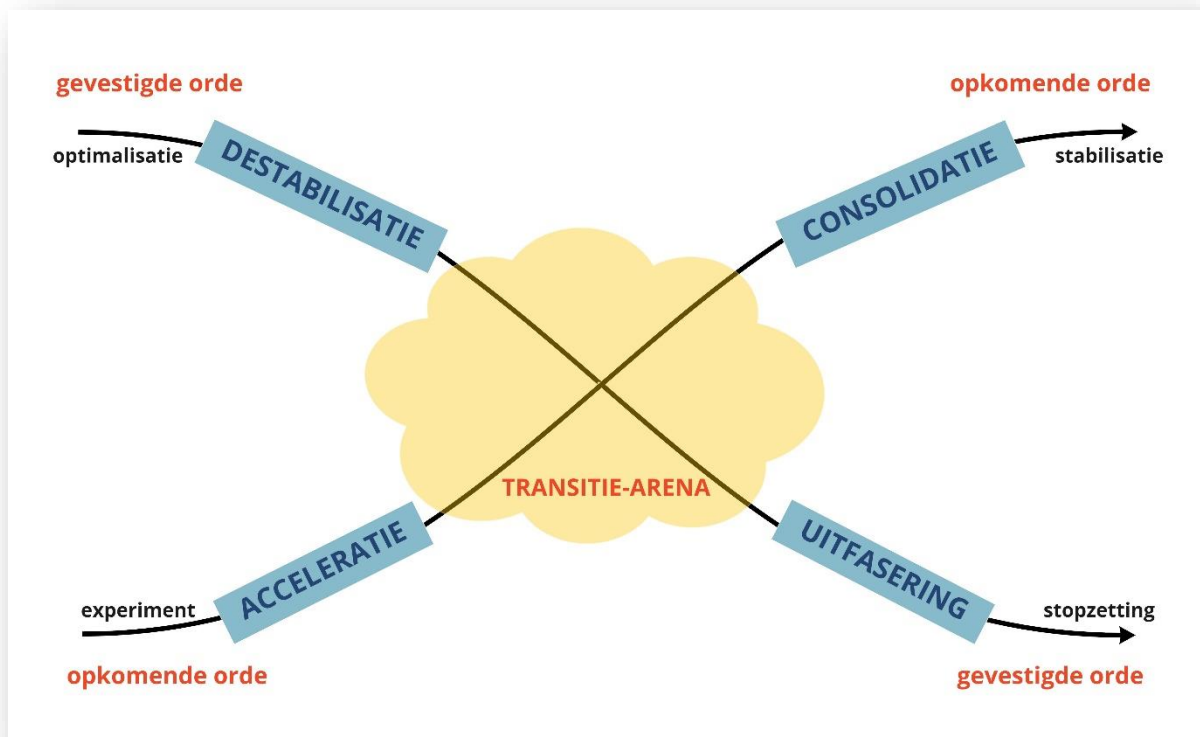 gevestigde orde
opkomende orde
optimalisatie
stabilisatie
DESTABILISATIE
CONSOLIDATIE
TRANSITIE-ARENA
ACCELERATIE
UITFASERING
experiment
stopzetting
opkomende orde
gevestigde orde